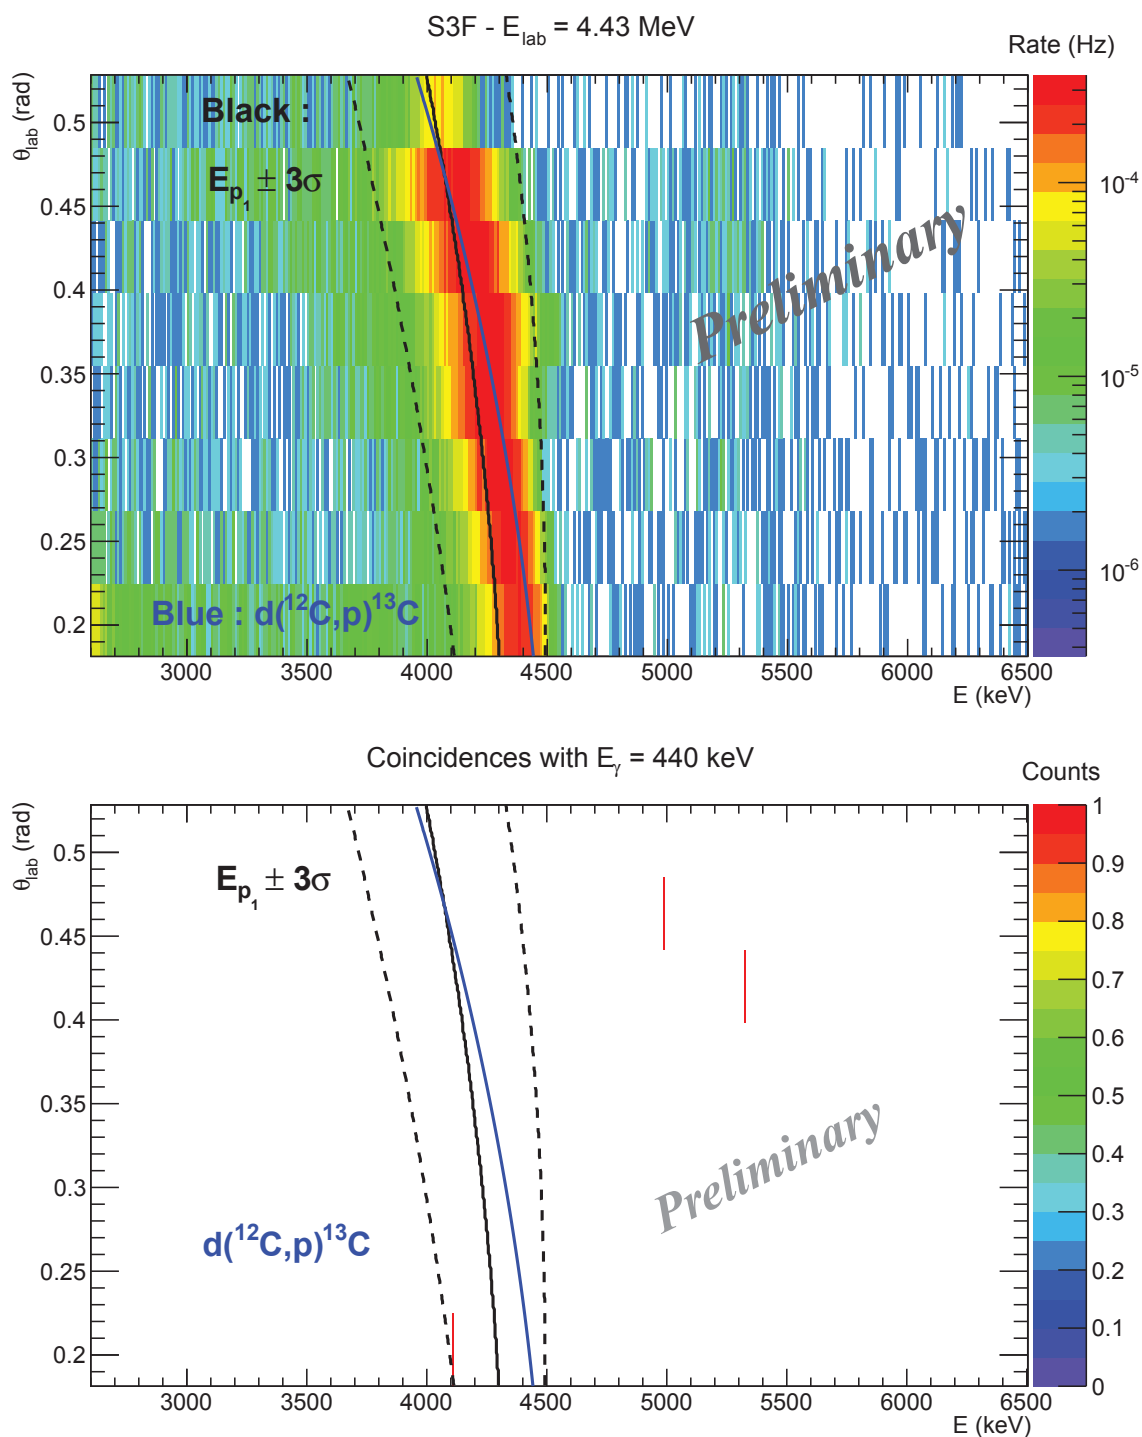 S3F - E_lab = 4.43 MeV
Rate (Hz)
θ_lab (rad)
Black :
E_p₁ ± 3σ
Preliminary
Blue : d(¹²C,p)¹³C
0.5
0.45
0.4
0.35
0.3
0.25
0.2
10⁻⁴
10⁻⁵
10⁻⁶
3000 3500 4000 4500 5000 5500 6000 6500
E (keV)
Coincidences with E_γ = 440 keV
Counts
θ_lab (rad)
E_p₁ ± 3σ
Preliminary
d(¹²C,p)¹³C
0.5
0.45
0.4
0.35
0.3
0.25
0.2
1
0.9
0.8
0.7
0.6
0.5
0.4
0.3
0.2
0.1
0
3000 3500 4000 4500 5000 5500 6000 6500
E (keV)